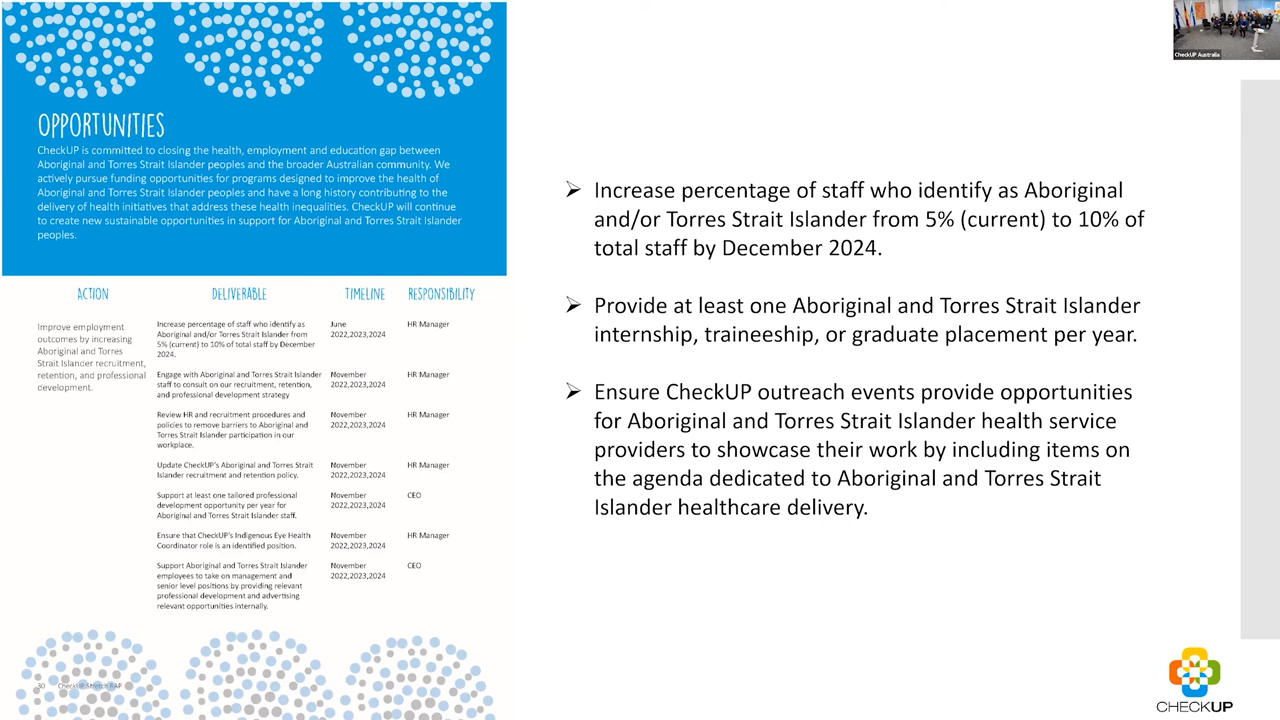 OPPORTUNITIES
CheckUP is committed to closing the health, employment and education gap between
Aboriginal and Torres Strait Islander peoples and the broader Australian community. We
actively pursue funding opportunities for programs designed to improve the health of
Aboriginal and Torres Strait Islander peoples and have a long history contributing to the
delivery of health initiatives that address these health inequalities. CheckUP will continue
to create new sustainable opportunities in support for Aboriginal and Torres Strait Islander
peoples.
ACTION DELIVERABLE TIMELINE RESPONSIBILITY
Improve employment
outcomes by increasing
Aboriginal and Torres
Strait Islander recruitment,
retention, and professional
development.
Increase percentage of staff who identify as
Aboriginal and/or Torres Strait Islander from
5% (current) to 10% of total staff by December
2024.
June
2022,2023,2024
HR Manager
Engage with Aboriginal and Torres Strait Islander
staff to consult on our recruitment, retention,
and professional development strategy
November
2022,2023,2024
HR Manager
Review HR and recruitment procedures and
policies to remove barriers to Aboriginal and
Torres Strait Islander participation in our
workplace.
November
2022,2023,2024
HR Manager
Update CheckUP's Aboriginal and Torres Strait
Islander recruitment and retention policy.
November
2022,2023,2024
HR Manager
Support at least one tailored professional
development opportunity per year for
Aboriginal and Torres Strait Islander staff.
November
2022,2023,2024
CEO
Ensure that CheckUP's Indigenous Eye Health
Coordinator role is an identified position.
November
2022,2023,2024
HR Manager
Support Aboriginal and Torres Strait Islander
employees to take on management and
senior level positions by providing relevant
professional development and advertising
relevant opportunities internally.
November
2022,2023,2024
CEO
30 CheckUP Stretch RAP
➢ Increase percentage of staff who identify as Aboriginal
and/or Torres Strait Islander from 5% (current) to 10% of
total staff by December 2024.
➢ Provide at least one Aboriginal and Torres Strait Islander
internship, traineeship, or graduate placement per year.
➢ Ensure CheckUP outreach events provide opportunities
for Aboriginal and Torres Strait Islander health service
providers to showcase their work by including items on
the agenda dedicated to Aboriginal and Torres Strait
Islander healthcare delivery.
CheckUP Australia
CHECKUP